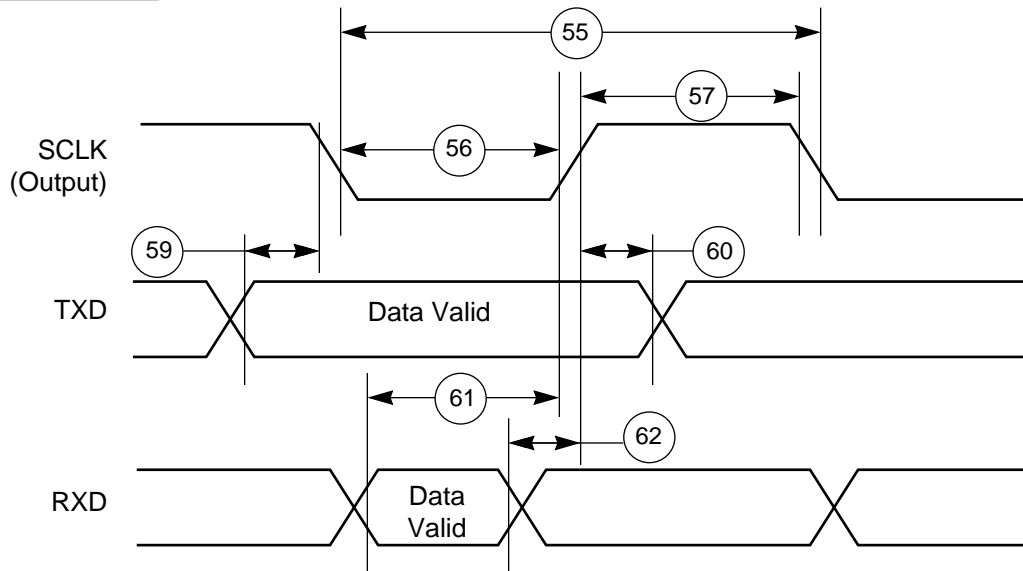 55
57
SCLK
(Output)
56
59
60
TXD
Data Valid
61
62
RXD
Data
Valid